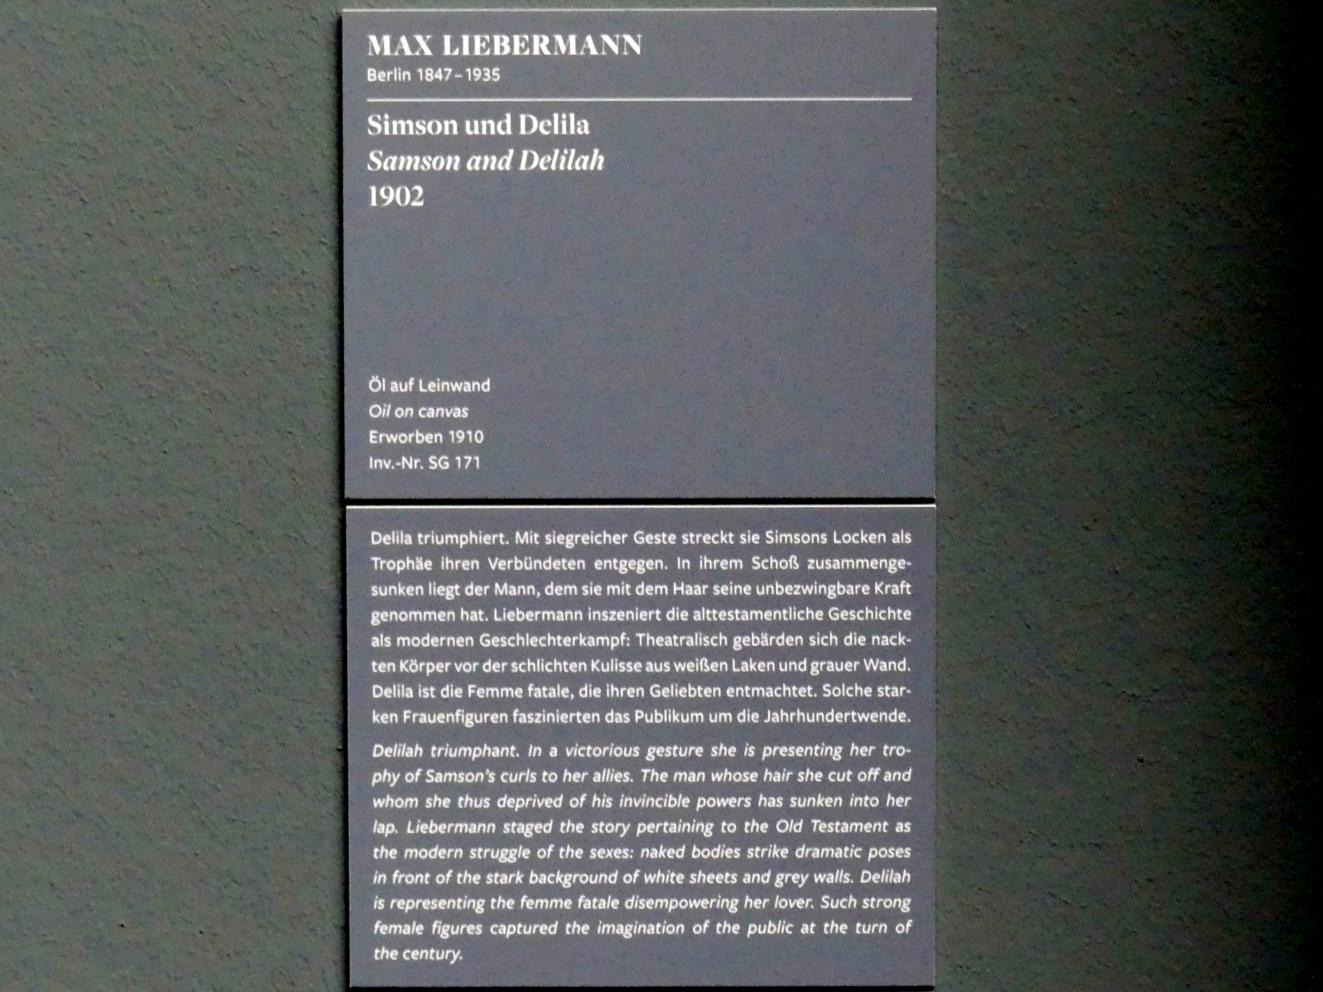 MAX LIEBERMANN
Berlin 1847–1935
Simson und Delila
Samson and Delilah
1902
Öl auf Leinwand
Oil on canvas
Erworben 1910
Inv.-Nr. SG 171
Delila triumphiert. Mit siegreicher Geste streckt sie Simsons Locken als
Trophäe ihren Verbündeten entgegen. In ihrem Schoß zusammenge-
sunken liegt der Mann, dem sie mit dem Haar seine unbezwingbare Kraft
genommen hat. Liebermann inszeniert die alttestamentliche Geschichte
als modernen Geschlechterkampf: Theatralisch gebärden sich die nack-
ten Körper vor der schlichten Kulisse aus weißen Laken und grauer Wand.
Delila ist die Femme fatale, die ihren Geliebten entmachtet. Solche star-
ken Frauenfiguren faszinierten das Publikum um die Jahrhundertwende.
Delilah triumphant. In a victorious gesture she is presenting her tro-
phy of Samson's curls to her allies. The man whose hair she cut off and
whom she thus deprived of his invincible powers has sunken into her
lap. Liebermann staged the story pertaining to the Old Testament as
the modern struggle of the sexes: naked bodies strike dramatic poses
in front of the stark background of white sheets and grey walls. Delilah
is representing the femme fatale disempowering her lover. Such strong
female figures captured the imagination of the public at the turn of
the century.